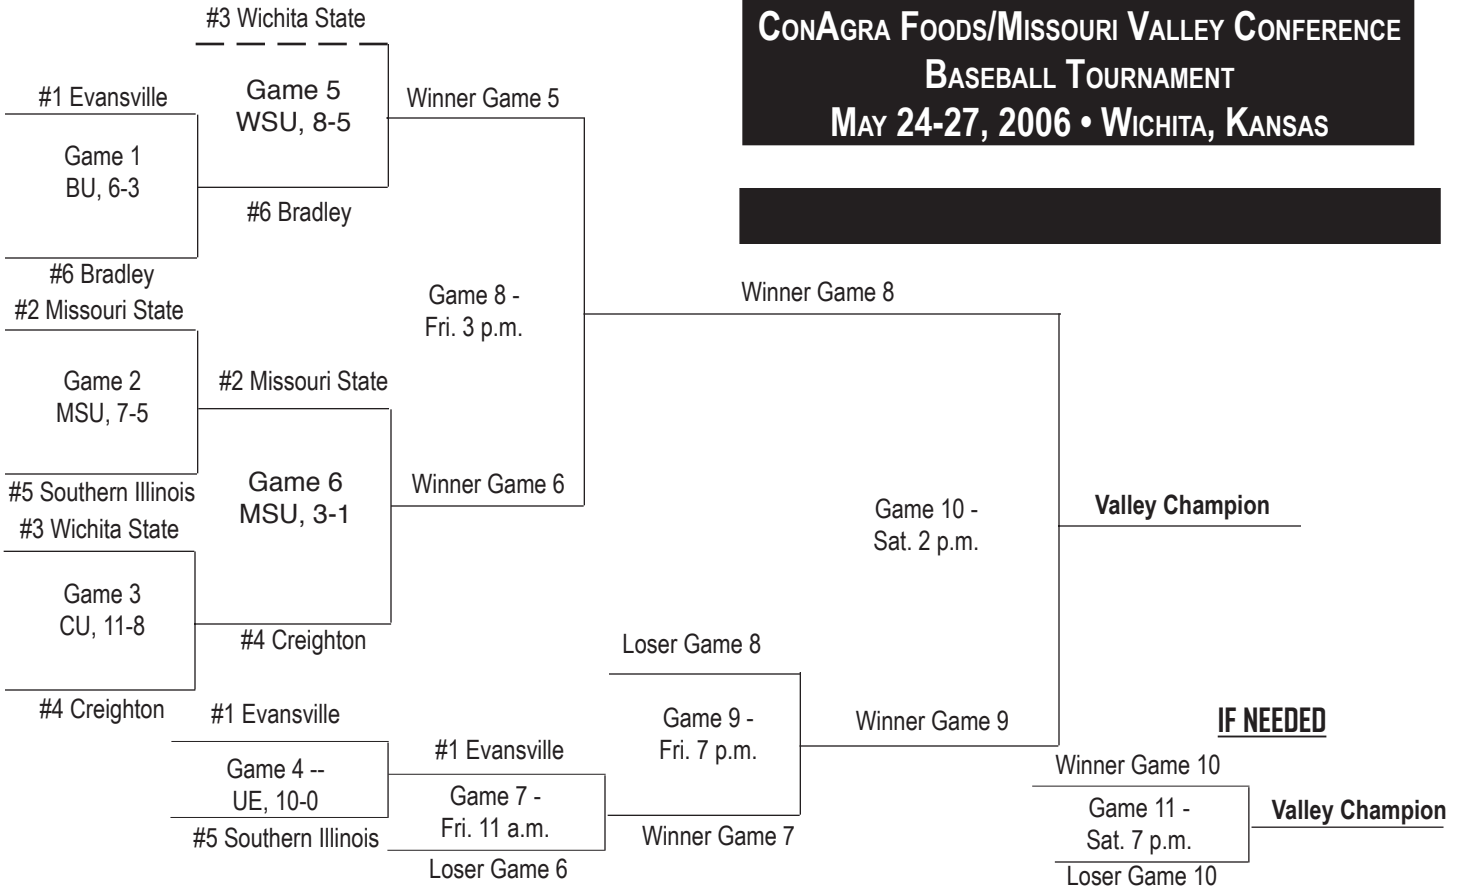 CONAGRA FOODS/MISSOURI VALLEY CONFERENCE
BASEBALL TOURNAMENT
MAY 24-27, 2006 • WICHITA, KANSAS
#3 Wichita State
Game 5
WSU, 8-5
#1 Evansville
Winner Game 5
Game 1
BU, 6-3
#6 Bradley
#6 Bradley
#2 Missouri State
Game 8 -
Fri. 3 p.m.
Winner Game 8
Game 2
MSU, 7-5
#2 Missouri State
#5 Southern Illinois
Game 6
MSU, 3-1
Winner Game 6
#3 Wichita State
Game 10 -
Sat. 2 p.m.
Valley Champion
Game 3
CU, 11-8
#4 Creighton
#4 Creighton
Loser Game 8
#1 Evansville
Game 9 -
Fri. 7 p.m.
Winner Game 9
IF NEEDED
Game 4 --
UE, 10-0
#1 Evansville
Winner Game 10
Game 7 -
Fri. 11 a.m.
Game 11 -
Sat. 7 p.m.
Valley Champion
#5 Southern Illinois
Winner Game 7
Loser Game 6
Loser Game 10